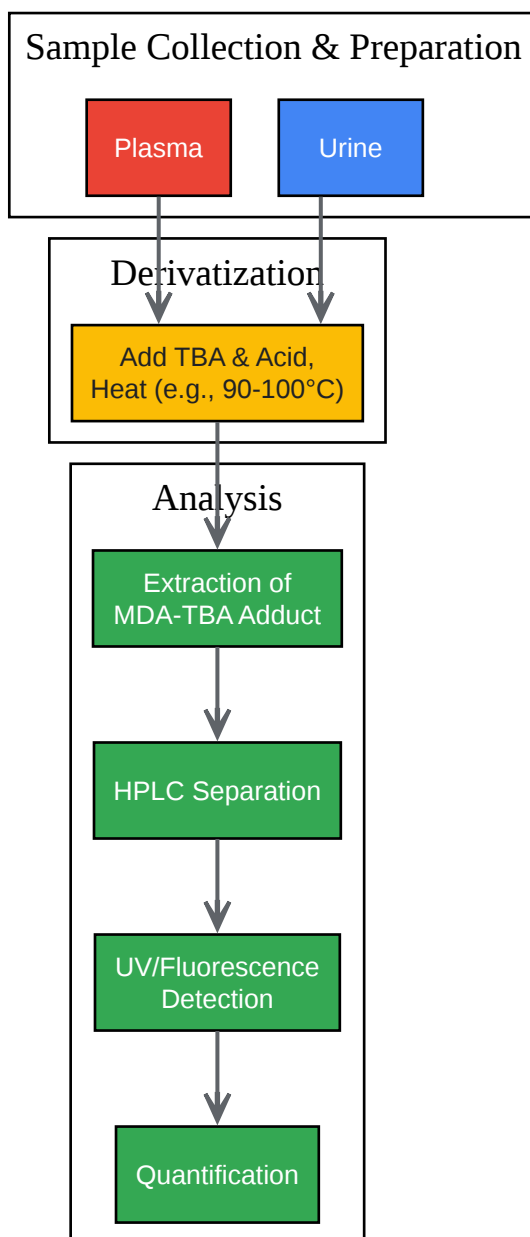 Sample Collection & Preparation
Plasma
Urine
Derivatization
Add TBA & Acid,
Heat (e.g., 90-100°C)
Analysis
Extraction of
MDA-TBA Adduct
HPLC Separation
UV/Fluorescence
Detection
Quantification